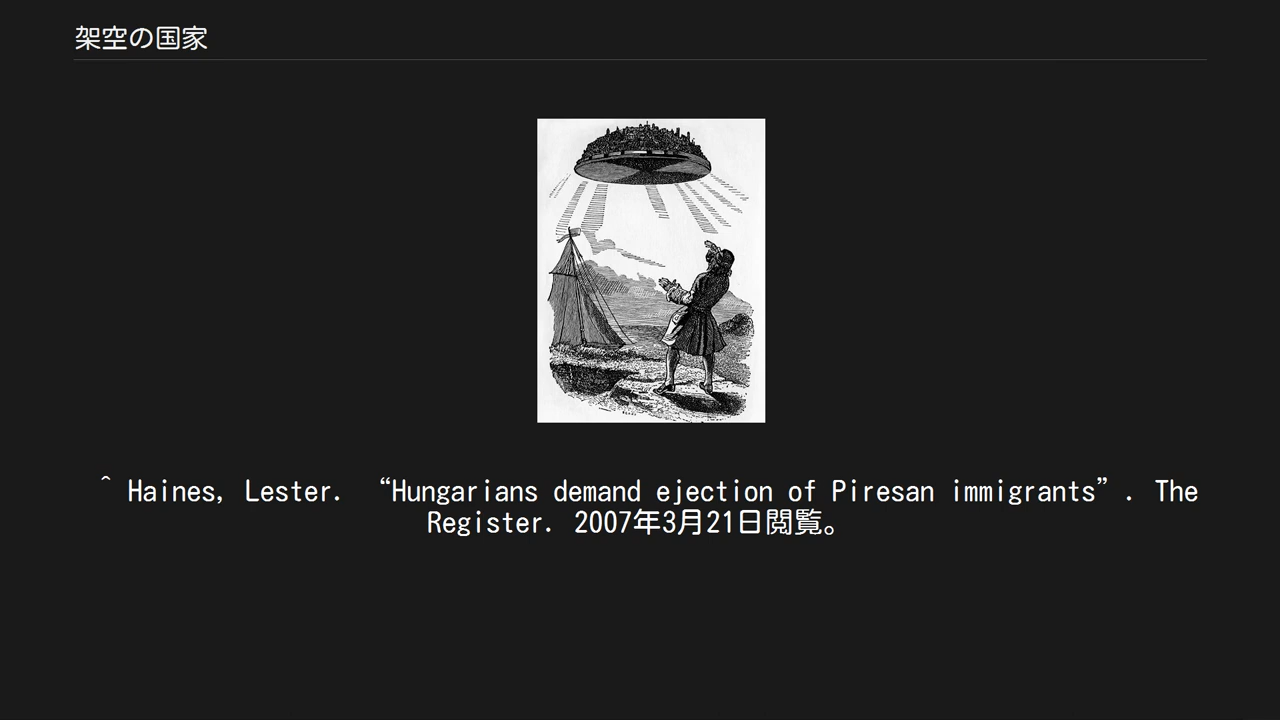 架空の国家
^ Haines, Lester. “Hungarians demand ejection of Piresan immigrants”. The
Register. 2007年3月21日閲覧。